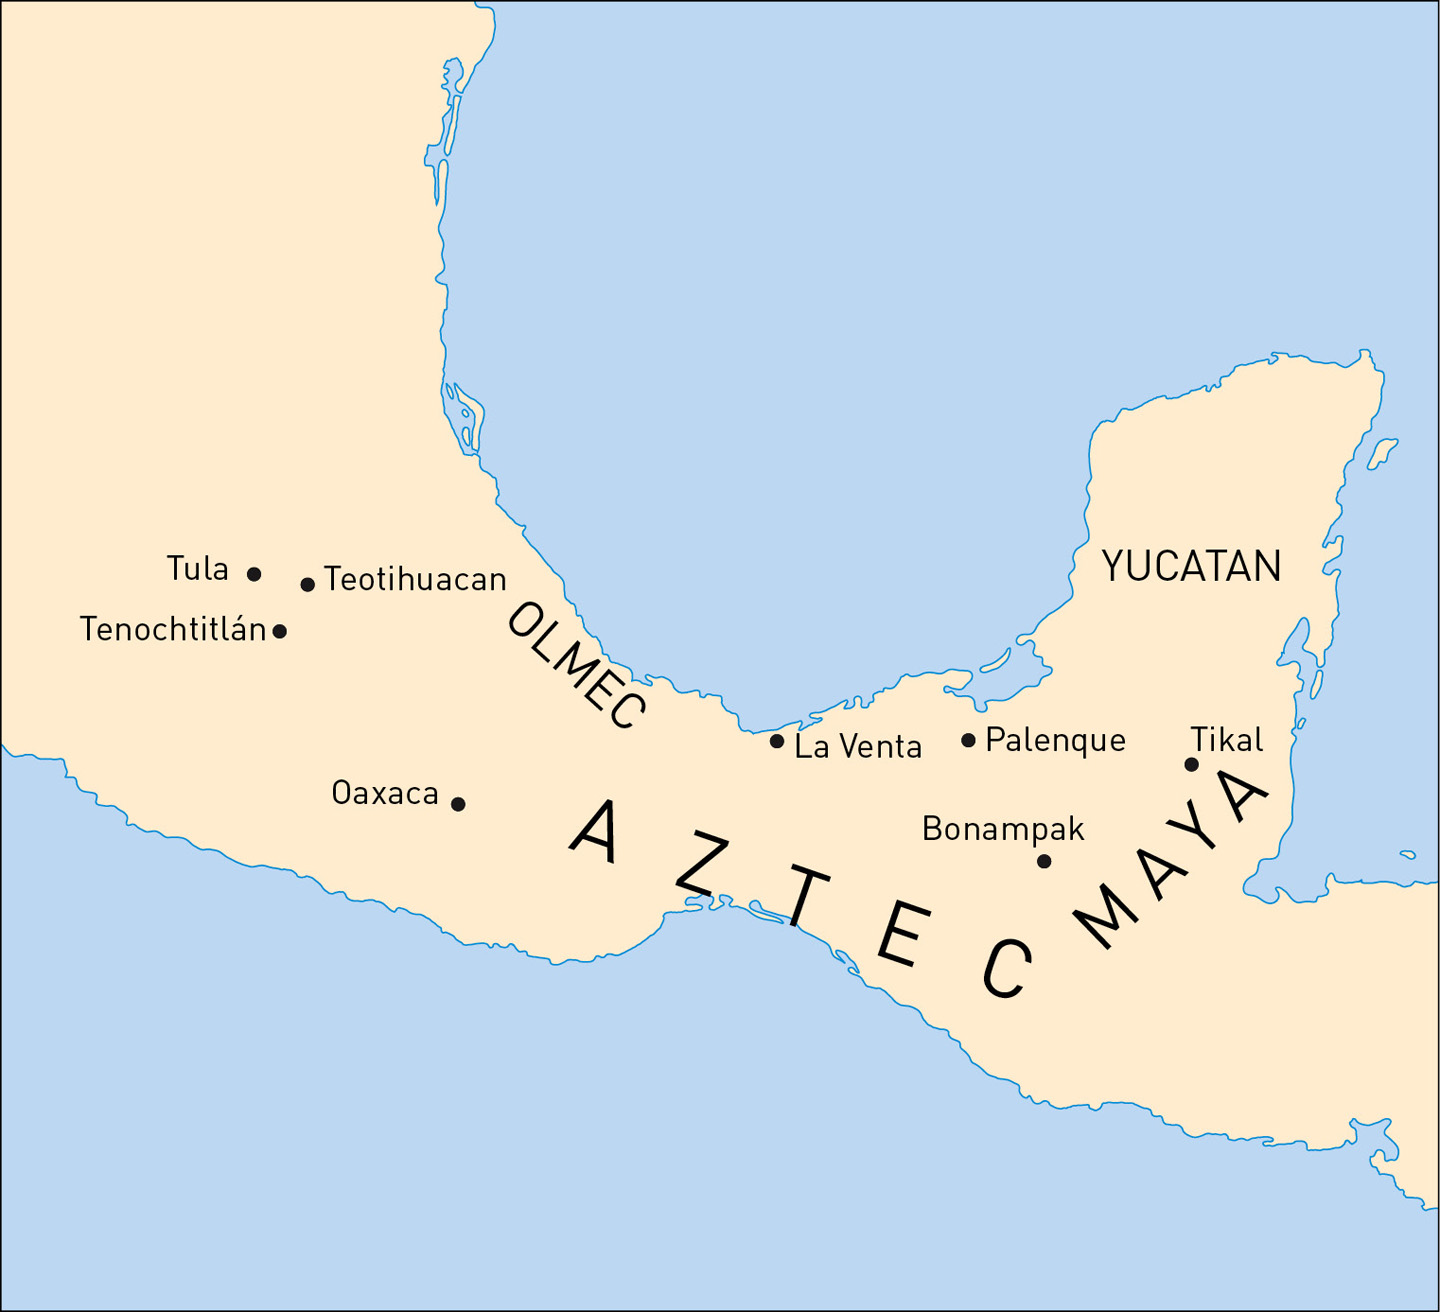 YUCATAN
Tula
Teotihuacan
Tenochtitlán
OLMEC
La Venta
Palenque
Tikal
Oaxaca
AZTEC
Bonampak
MAYA